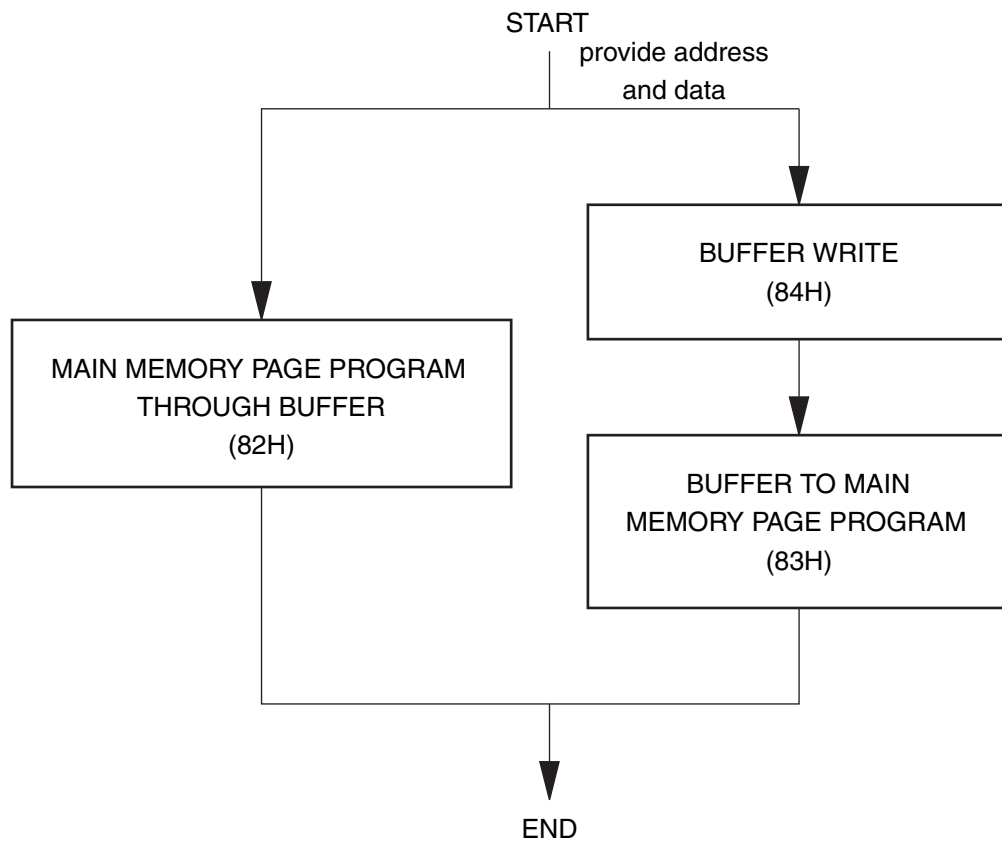 START
provide address
and data
BUFFER WRITE
(84H)
MAIN MEMORY PAGE PROGRAM
THROUGH BUFFER
(82H)
BUFFER TO MAIN
MEMORY PAGE PROGRAM
(83H)
END